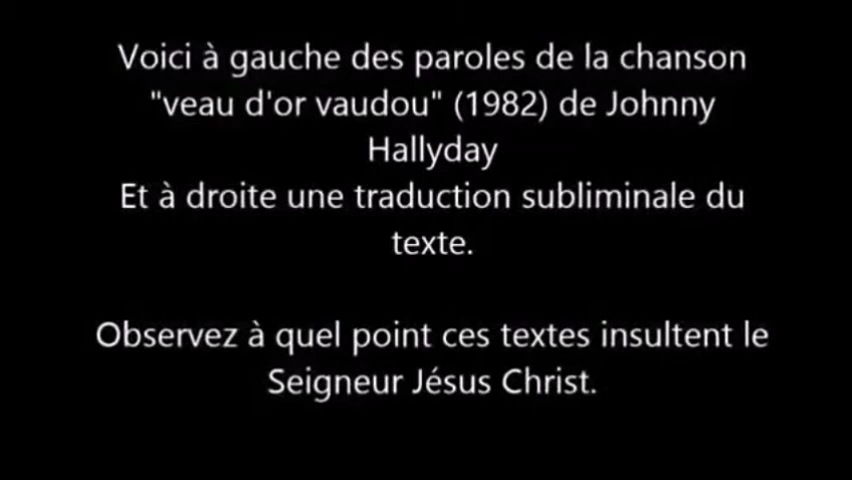 Voici à gauche des paroles de la chanson
"veau d'or vaudou" (1982) de Johnny
Hallyday
Et à droite une traduction subliminale du
texte.
Observez à quel point ces textes insultent le
Seigneur Jésus Christ.